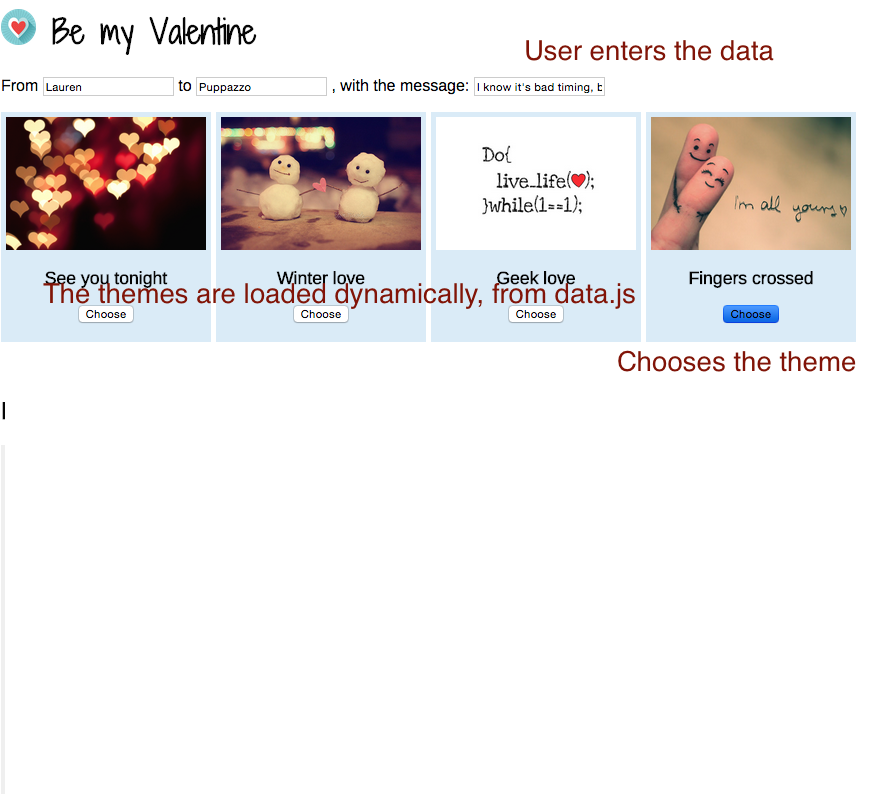 Be my Valentine
User enters the data
From Lauren to Puppazzo , with the message: I know it's bad timing, b
Do{
live_life(❤);
}while(1==1);
I'm all yours ♡
See you tonight Winter love Geek love Fingers crossed
The themes are loaded dynamically, from data.js
Choose Choose Choose Choose
Chooses the theme